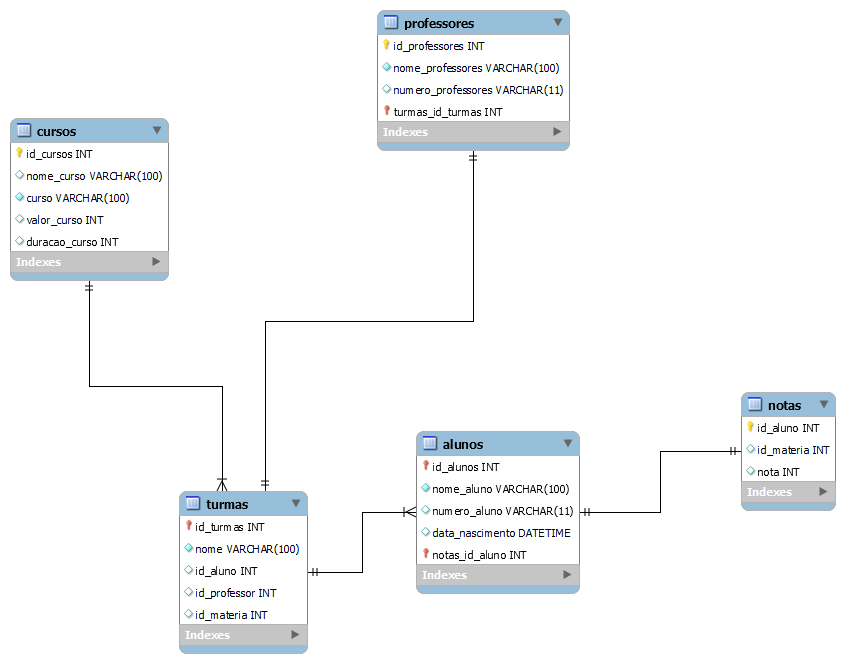 professores
id_professores INT
nome_professores VARCHAR(100)
numero_professores VARCHAR(11)
turmas_id_turmas INT
Indexes
cursos
id_cursos INT
nome_curso VARCHAR(100)
curso VARCHAR(100)
valor_curso INT
duracao_curso INT
Indexes
notas
id_aluno INT
id_materia INT
nota INT
Indexes
alunos
id_alunos INT
nome_aluno VARCHAR(100)
numero_aluno VARCHAR(11)
data_nascimento DATETIME
notas_id_aluno INT
Indexes
turmas
id_turmas INT
nome VARCHAR(100)
id_aluno INT
id_professor INT
id_materia INT
Indexes